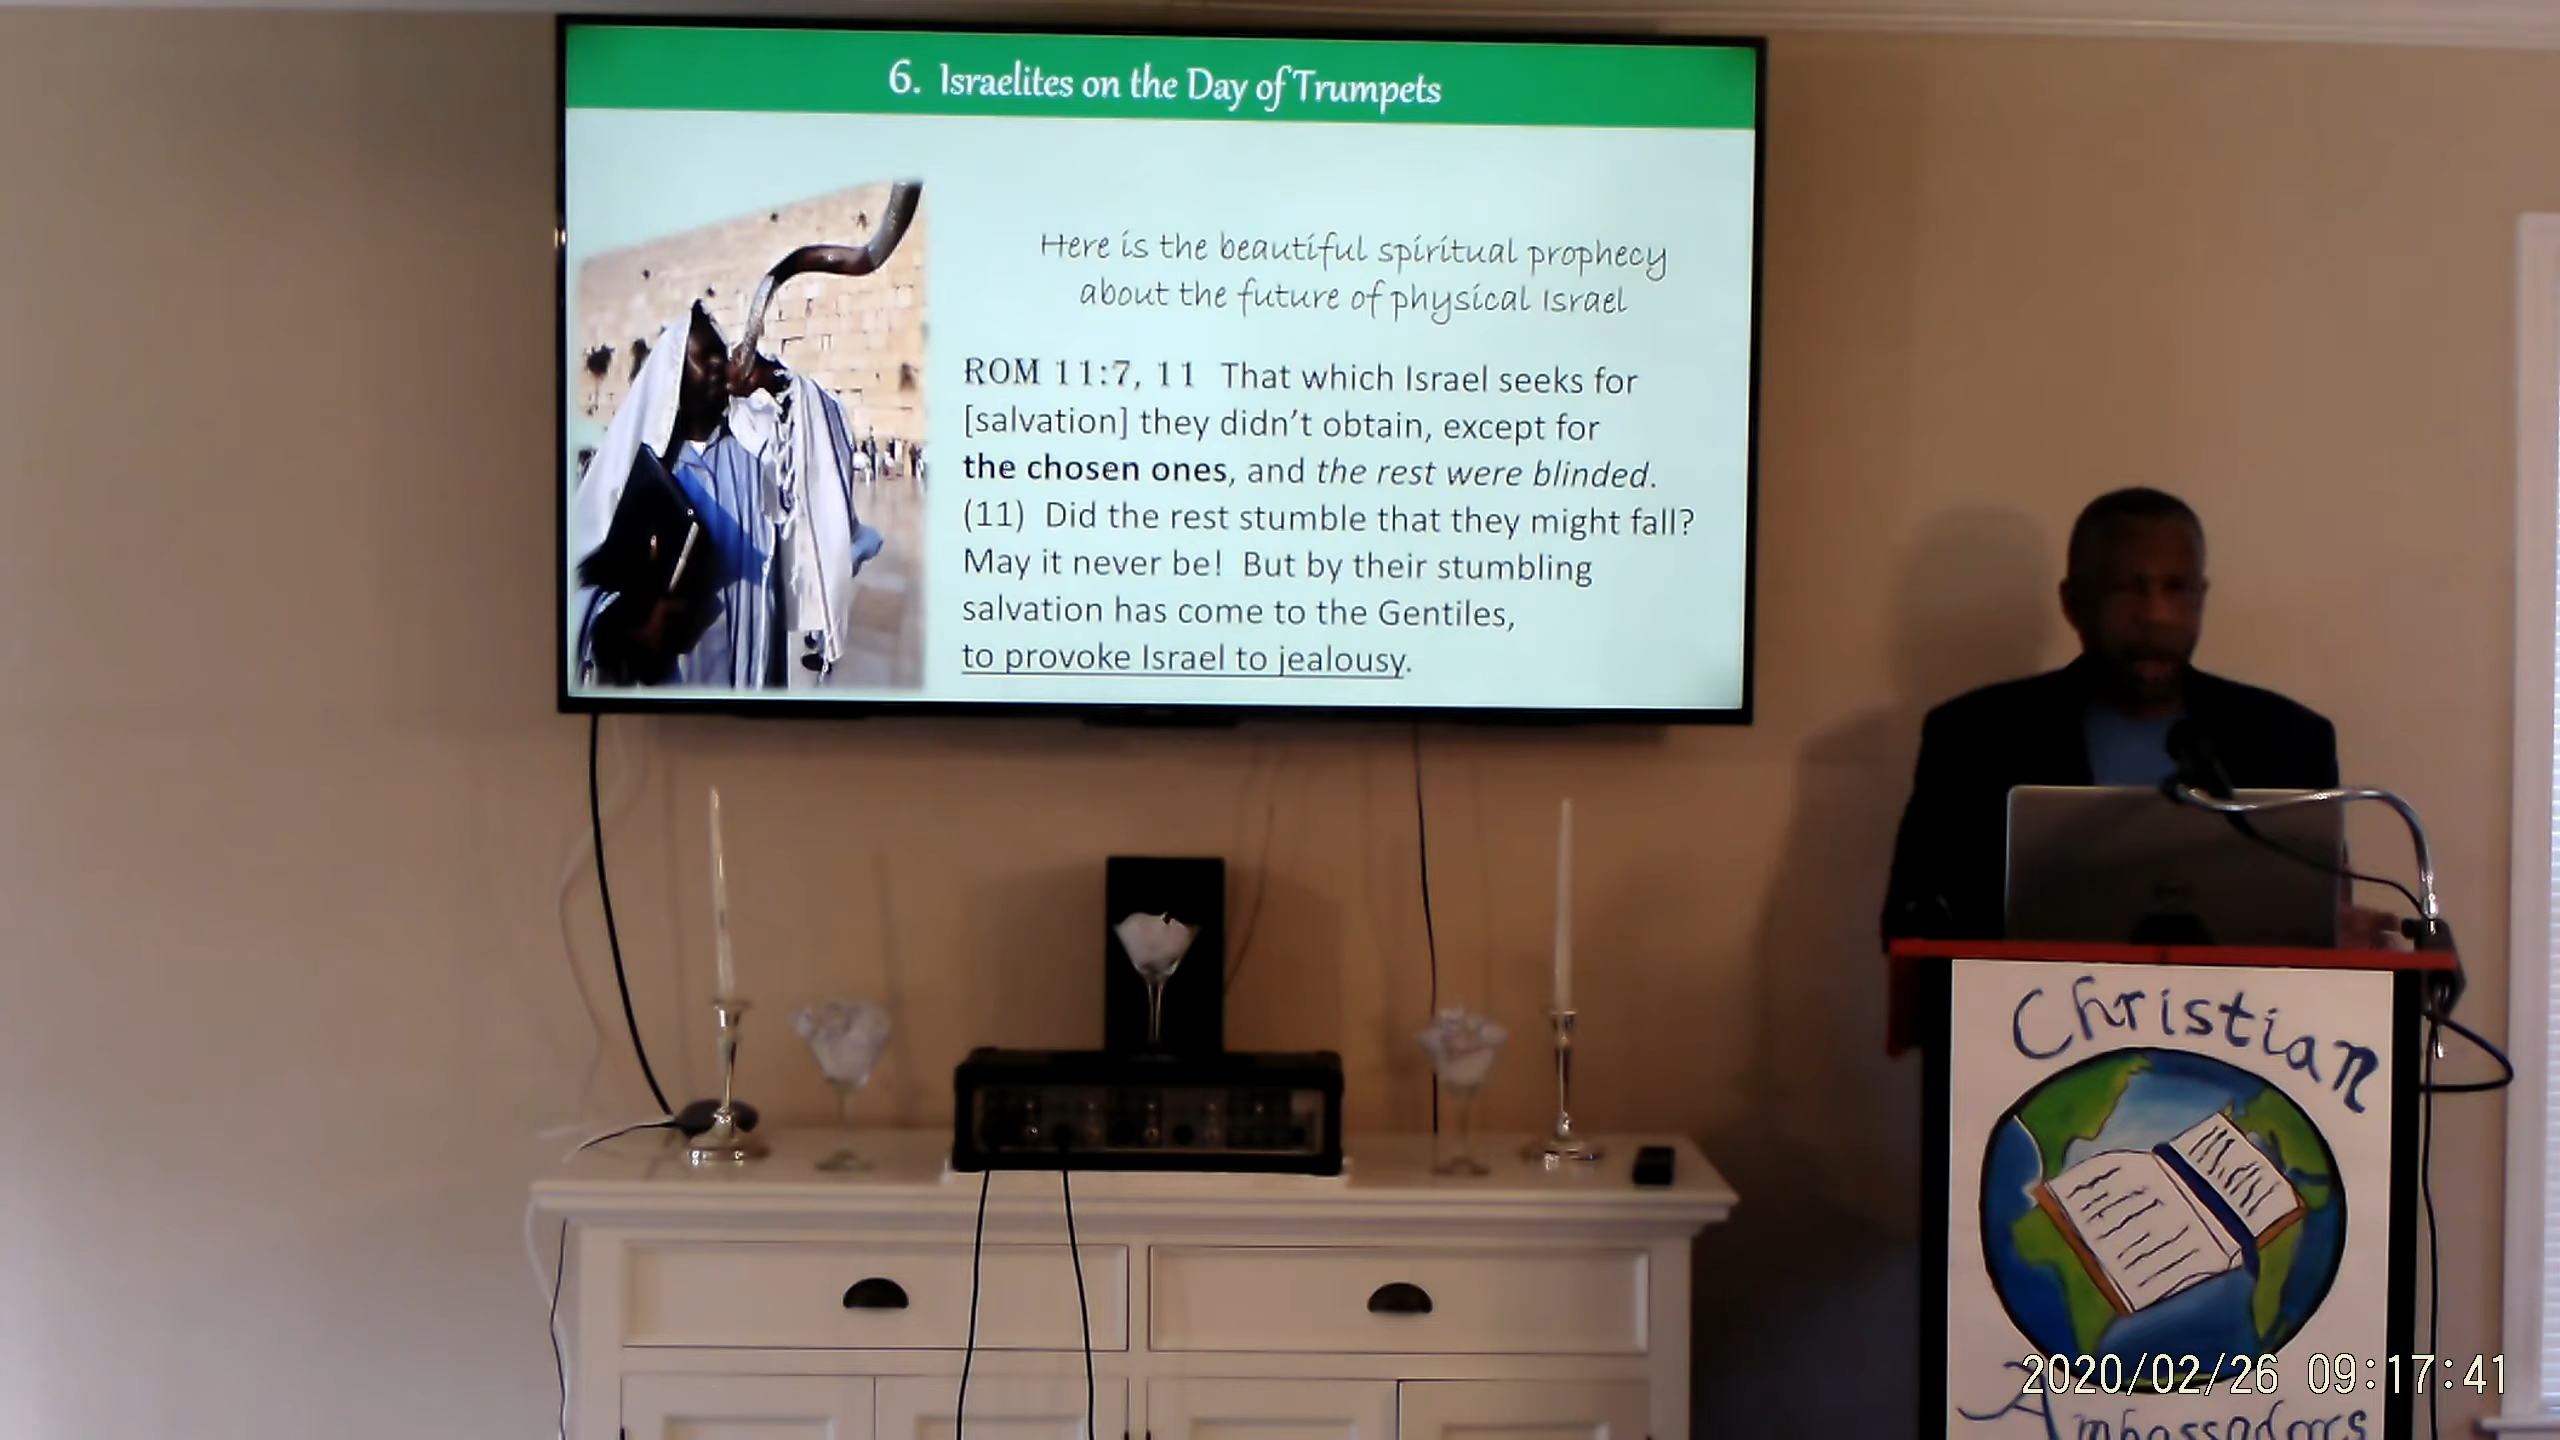 6. Israelites on the Day of Trumpets
Here is the beautiful spiritual prophecy
about the future of physical Israel
ROM 11:7, 11 That which Israel seeks for
[salvation] they didn't obtain, except for
the chosen ones, and the rest were blinded.
(11) Did the rest stumble that they might fall?
May it never be! But by their stumbling
salvation has come to the Gentiles,
to provoke Israel to jealousy.
Christian
Ambassadors
2020/02/26 09:17:41